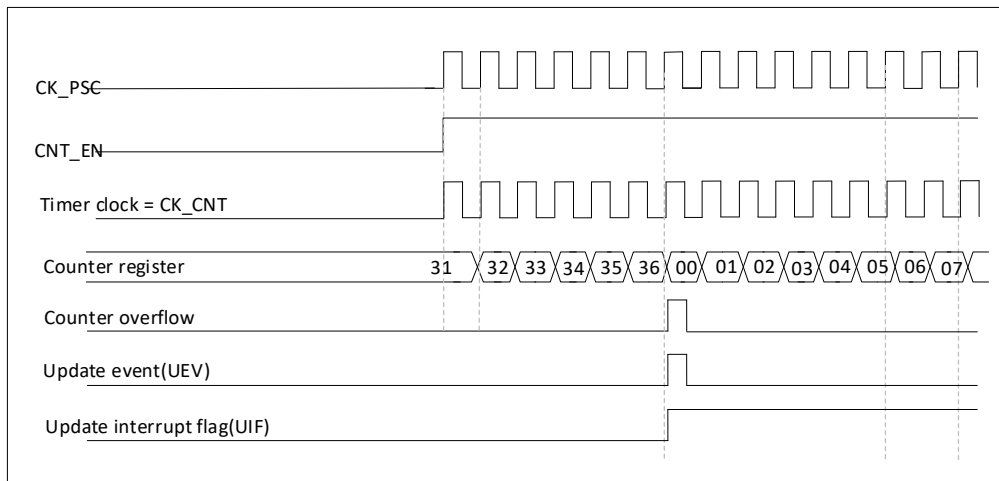 CK_PSC
CNT_EN
Timer clock = CK_CNT
Counter register 31 32 33 34 35 36 00 01 02 03 04 05 06 07
Counter overflow
Update event(UEV)
Update interrupt flag(UIF)